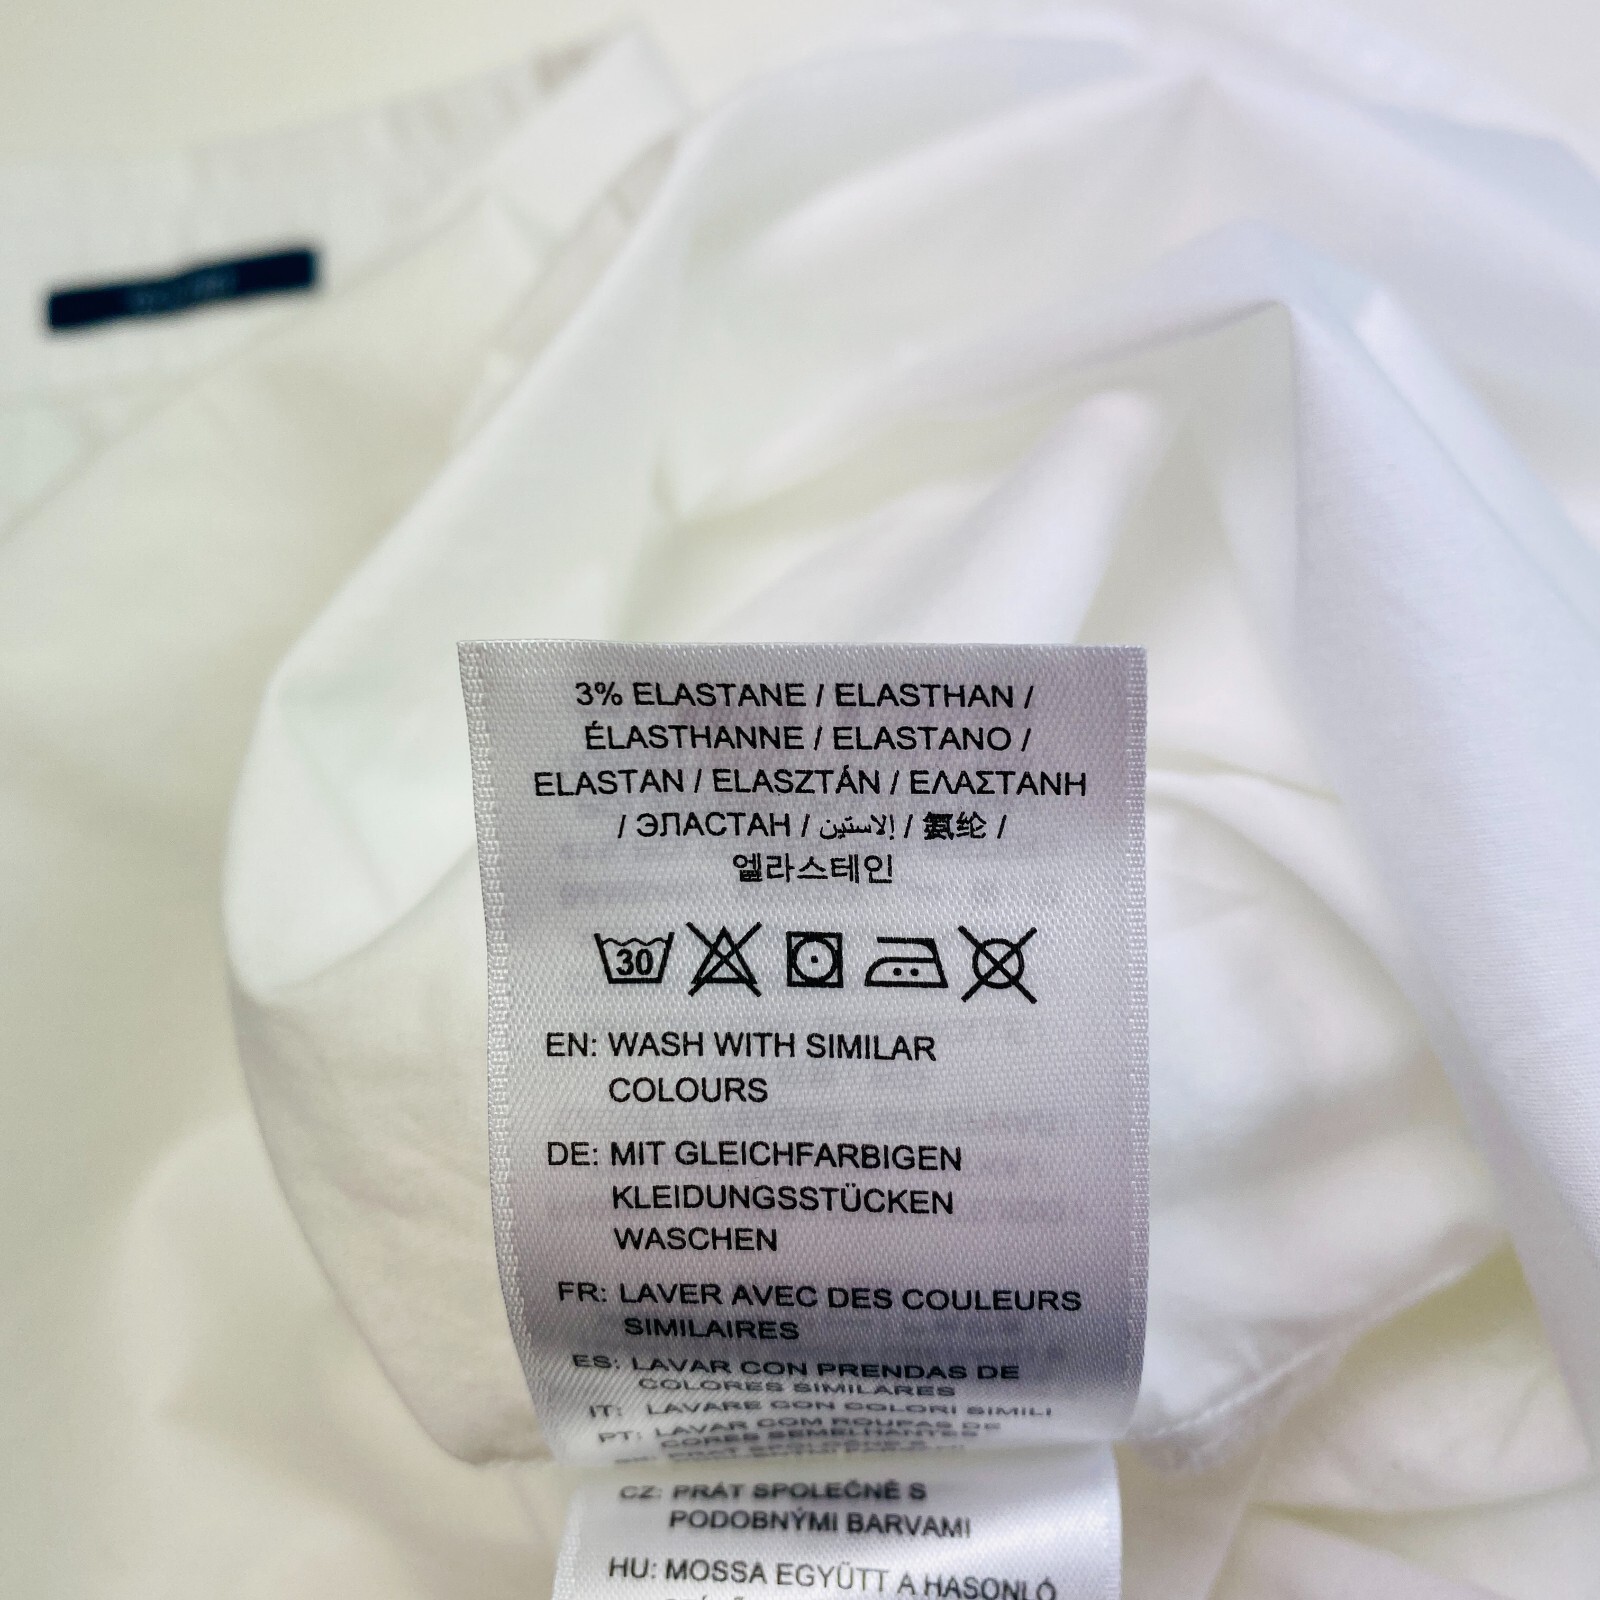 3% ELASTANE / ELASTHAN /
ÉLASTHANNE / ELASTANO /
ELASTAN / ELASZTÁN / ΕΛΑΣΤΑΝΗ
/ ЭЛАСТАН / إلاستين / 氨纶 /
엘라스테인
30
EN: WASH WITH SIMILAR
COLOURS
DE: MIT GLEICHFARBIGEN
KLEIDUNGSSTÜCKEN
WASCHEN
FR: LAVER AVEC DES COULEURS
SIMILAIRES
ES: LAVAR CON PRENDAS DE
COLORES SIMILARES
IT: LAVARE CON COLORI SIMILI
PT: LAVAR COM ROUPAS DE
CORES SEMELHANTES
CZ: PRÁT SPOLEČNĚ S
PODOBNÝMI BARVAMI
HU: MOSSA EGYÜTT A HASONLÓ